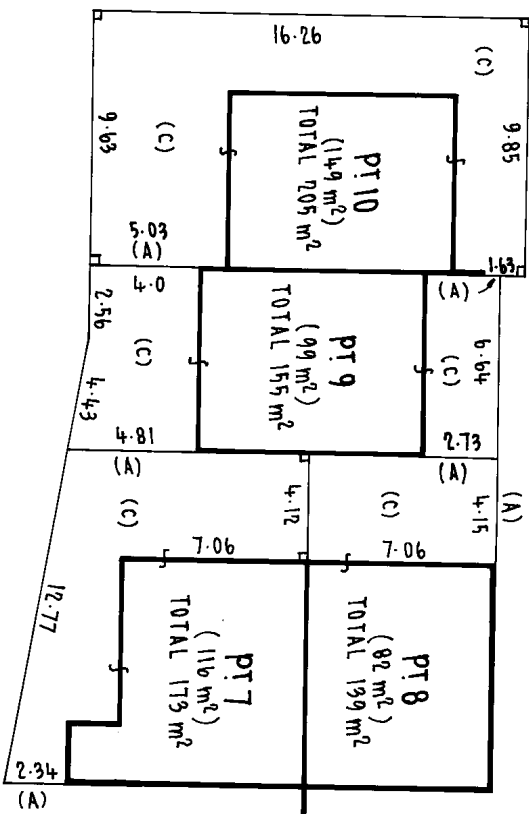 16·26
(C)
9·85
9·63
(C)
pt.10
(149 m²)
TOTAL 205 m²
5.03
(A)
1.63
(A)
4.0
2·56
(C)
4·43
pt.9
(99 m²)
TOTAL 155 m²
6·64
(C)
4.81
(A)
2.73
(A)
(A)
4·15
(C)
4·12
(C)
7.06
7·06
12·77
pt.7
(116 m²)
TOTAL 173 m²
pt.8
(82 m²)
TOTAL 139 m²
2.34
(A)